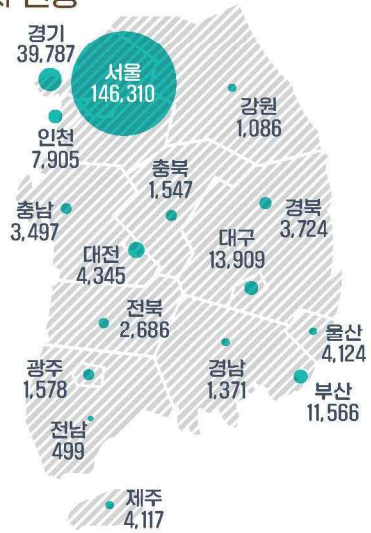 경기
39,787
서울
146,310
강원
1,086
인천
7,905
충북
1,547
경북
3,724
충남
3,497
대구
13,909
대전
4,345
전북
2,686
울산
4,124
광주
1,578
경남
1,371
부산
11,566
전남
499
제주
4,117